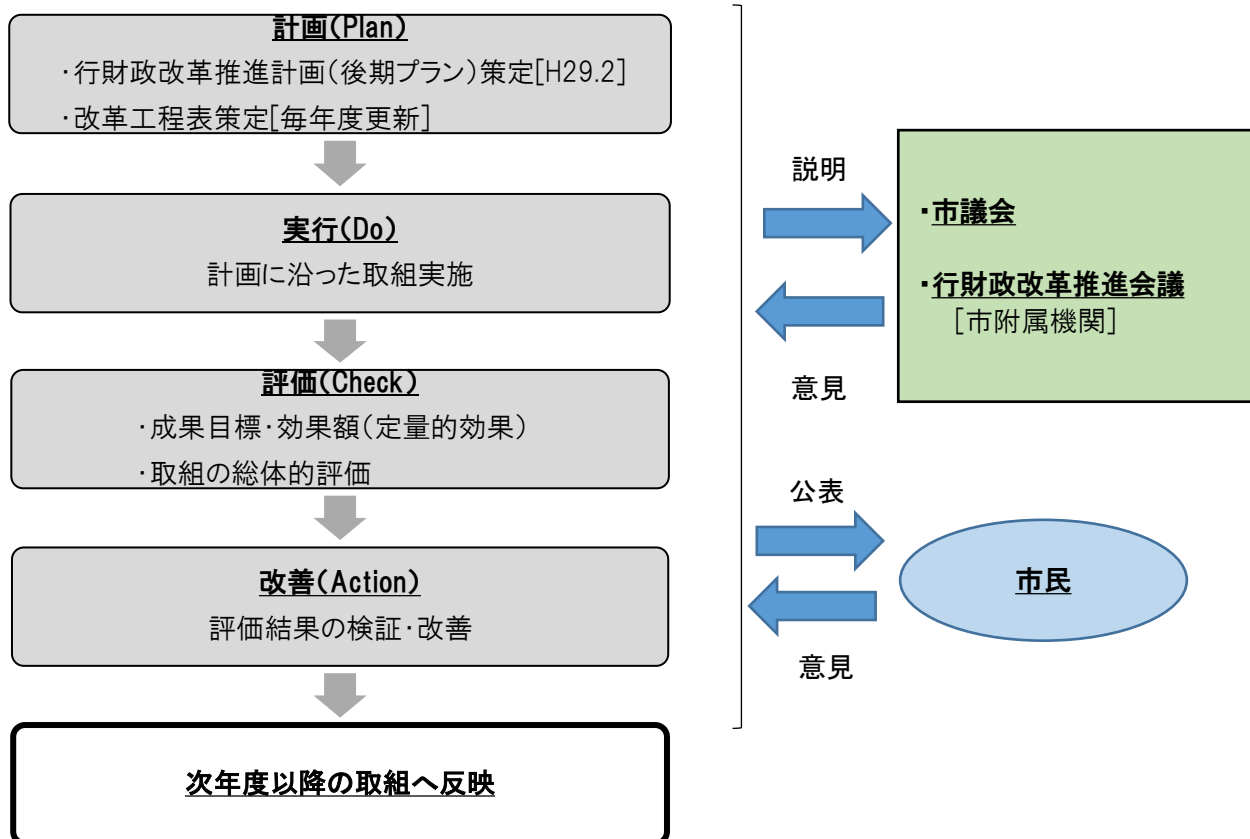 計画(Plan)
・行財政改革推進計画(後期プラン)策定[H29.2]
・改革工程表策定[毎年度更新]
実行(Do)
計画に沿った取組実施
評価(Check)
・成果目標・効果額(定量的効果)
・取組の総体的評価
改善(Action)
評価結果の検証・改善
次年度以降の取組へ反映
説明
意見
・市議会
・行財政改革推進会議
[市附属機関]
公表
意見
市民